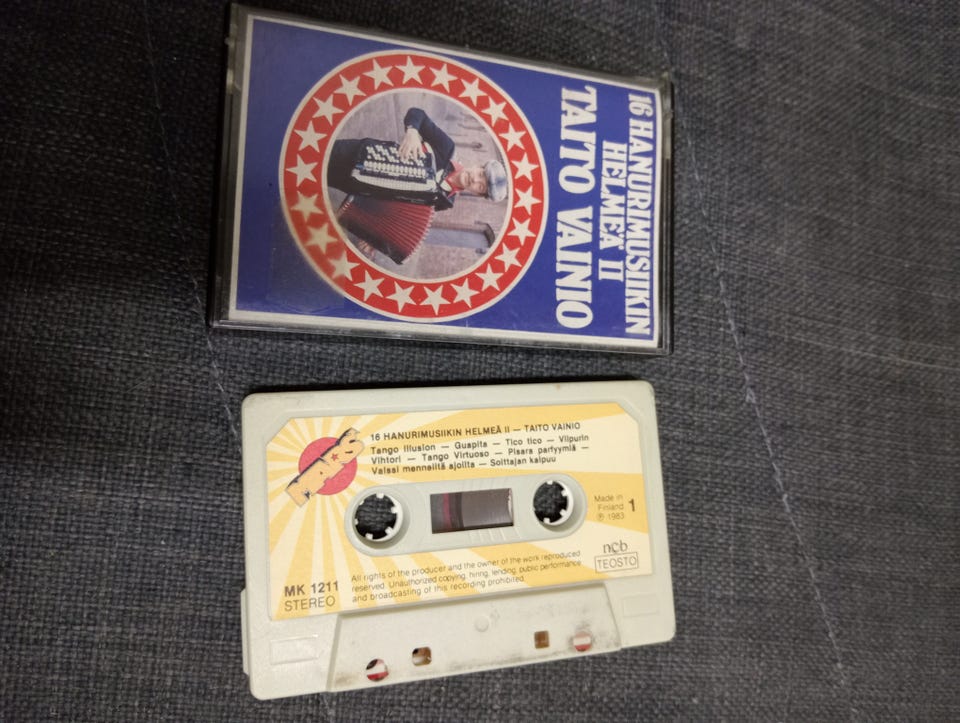 16 HANURIMUSIIKIN
HELMEÄ II
TAITO VAINIO
MARS
16 HANURIMUSIIKIN HELMEÄ II — TAITO VAINIO
Tango Illusion — Guapita — Tico tico — Viipurin
Vihtori — Tango Virtuoso — Pisara partyymiä —
Valssi menneiltä ajoilta — Soittajan kaipuu
Made in
Finland
℗ 1983
1
ncb
TEOSTO
MK 1211
STEREO
All rights of the producer and the owner of the work reproduced
reserved. Unauthorized copying, hiring, lending, public performance
and broadcasting of this recording prohibited.